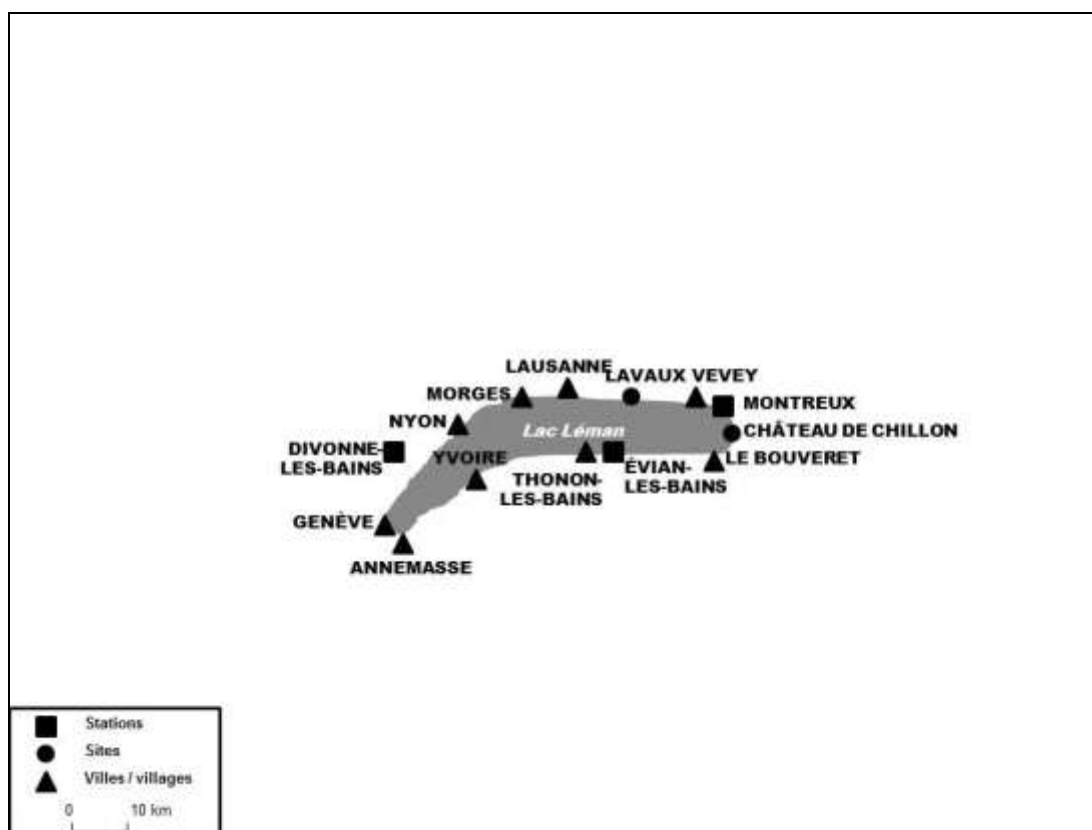 LAUSANNE
LAVAUX VEVEY
MORGES
MONTREUX
NYON
Lac Léman
CHÂTEAU DE CHILLON
DIVONNE-
LES-BAINS
YVOIRE
THONON-
LES-BAINS
ÉVIAN-
LES-BAINS
LE BOUVERET
GENÈVE
ANNEMASSE
Stations
Sites
Villes / villages
0 10 km